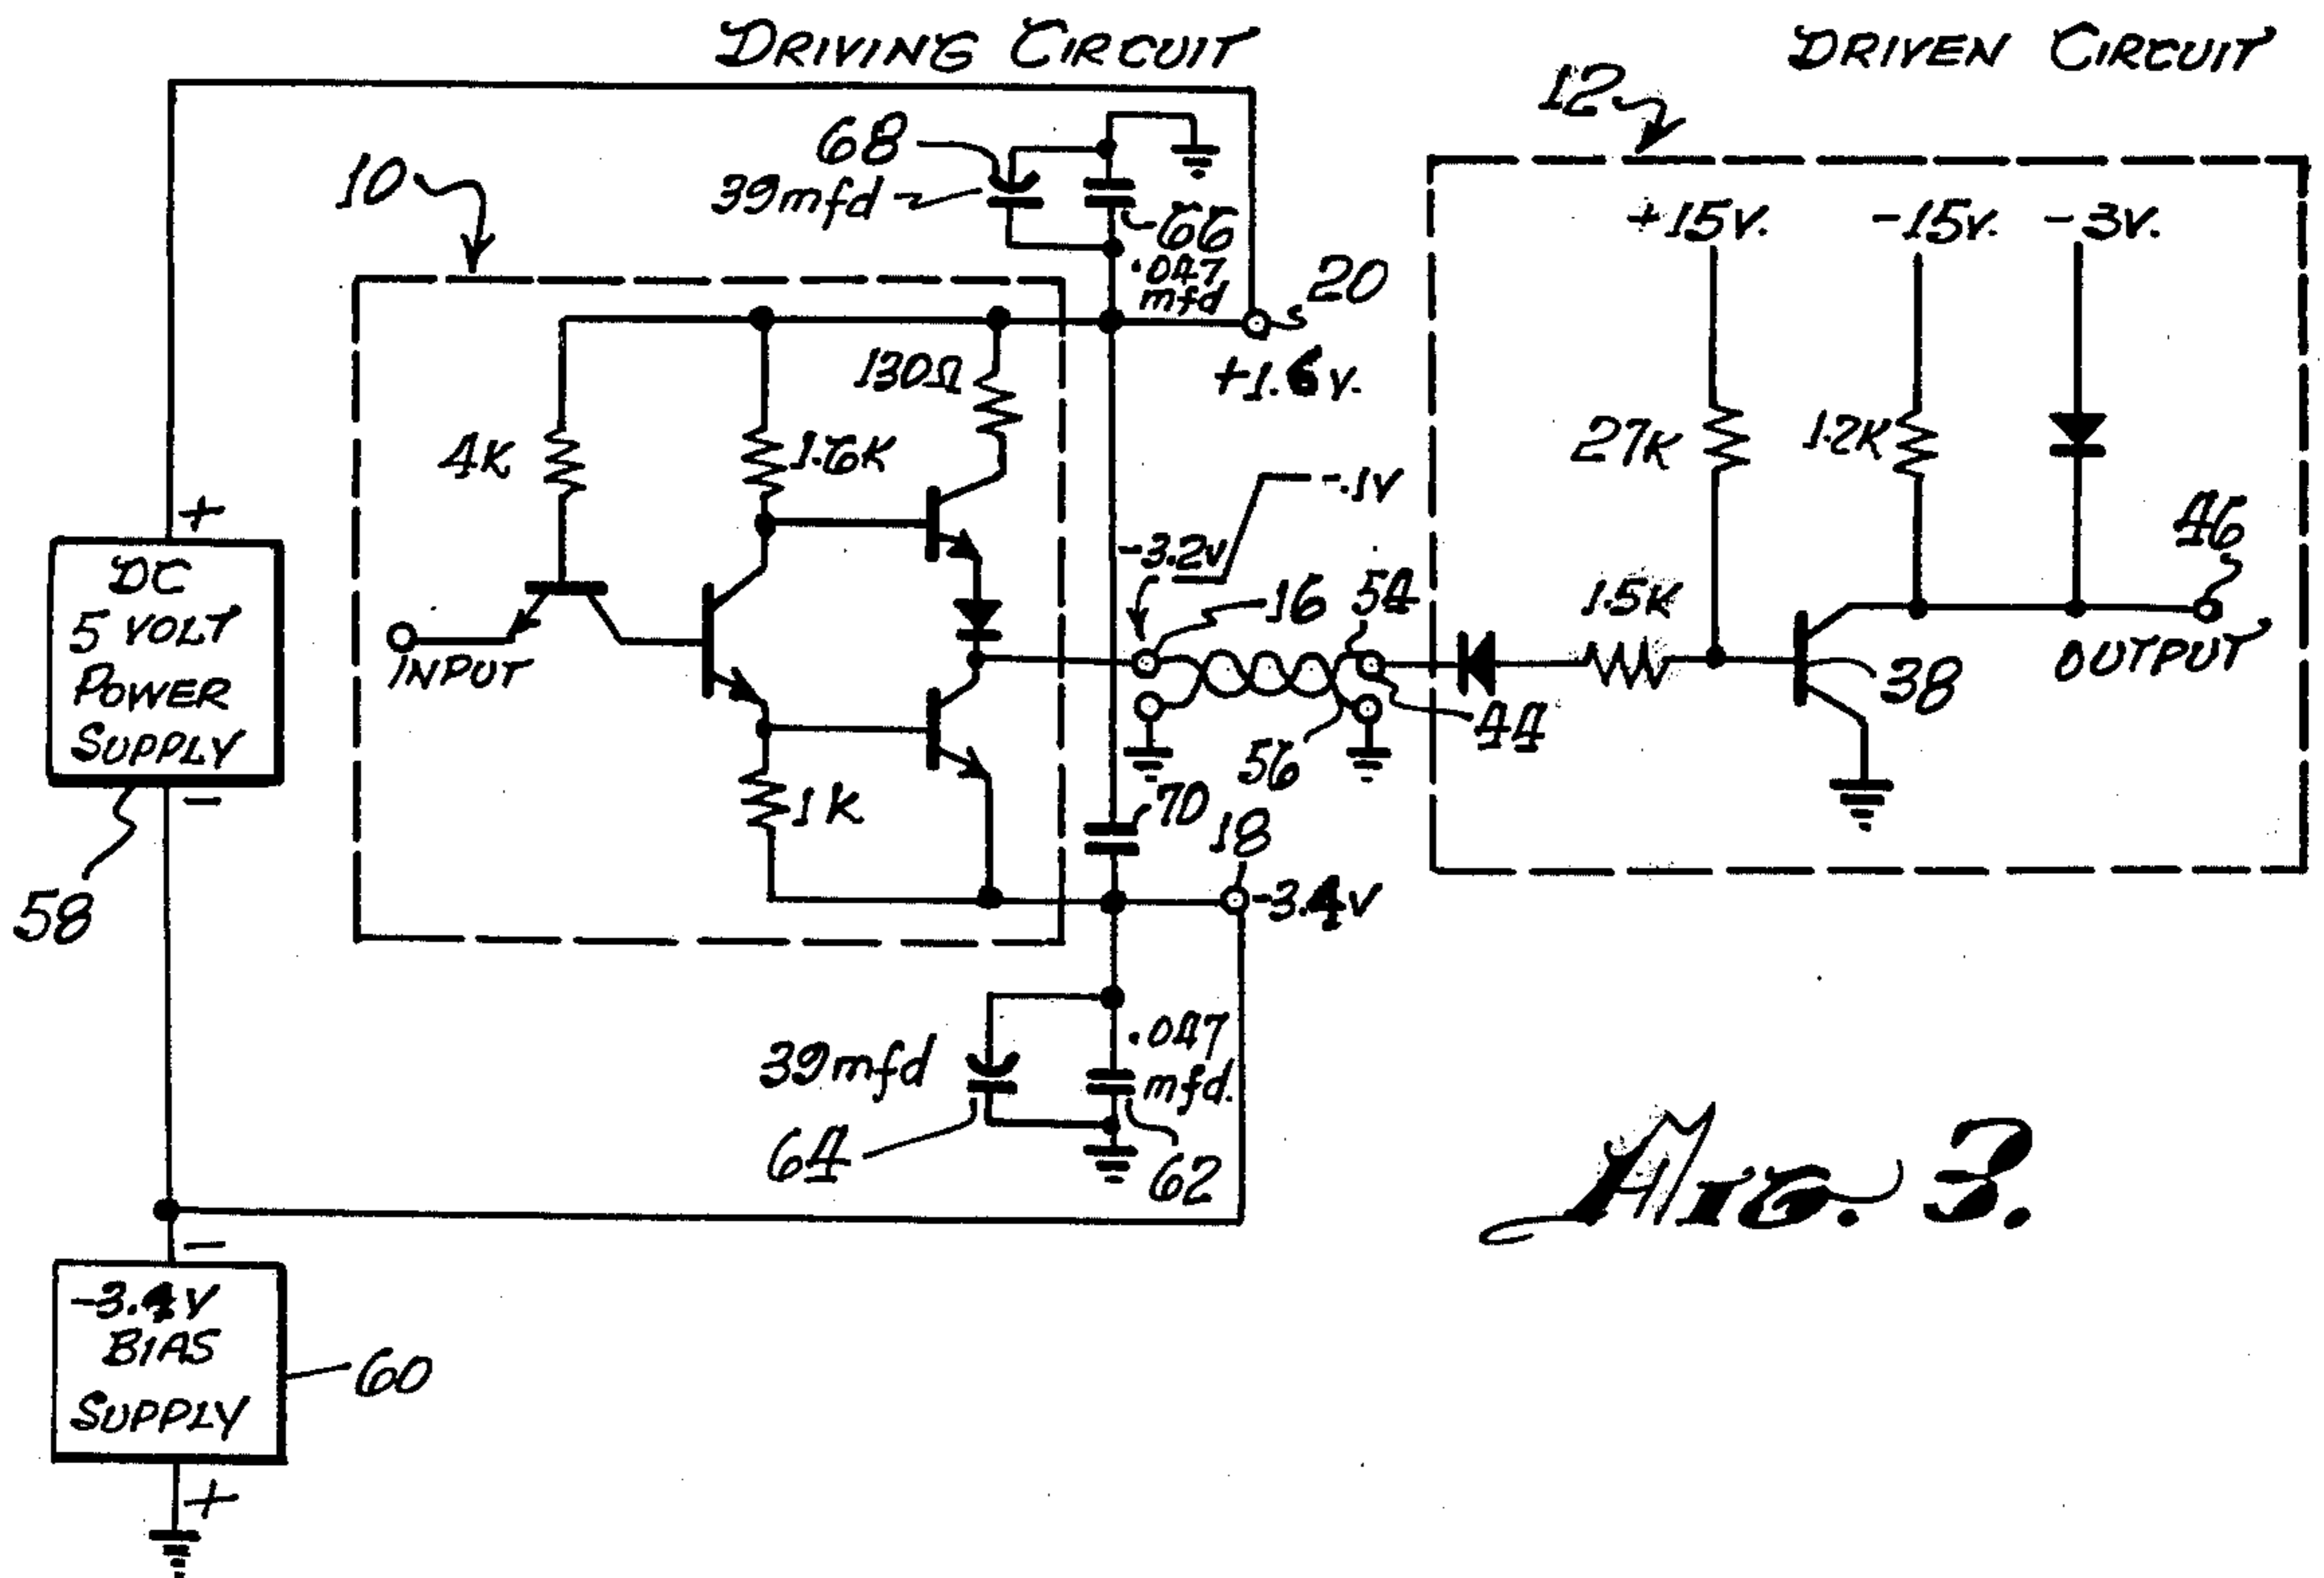 DRIVING CIRCUIT
DRIVEN CIRCUIT
12
68
39mfd
66
.047
mfd
10
20
+1.6v.
+15v.
-15v.
-3v.
130Ω
4K
1.6K
27K
1.2K
-.1v
-3.2v
+
DC
5 VOLT
POWER
SUPPLY
-
58
INPUT
16
54
1.5K
46
OUTPUT
38
44
56
1K
70
18
-3.4v
39mfd
.047
mfd.
64
62
-
-3.4V
BIAS
SUPPLY
60
+
FIG. 3.